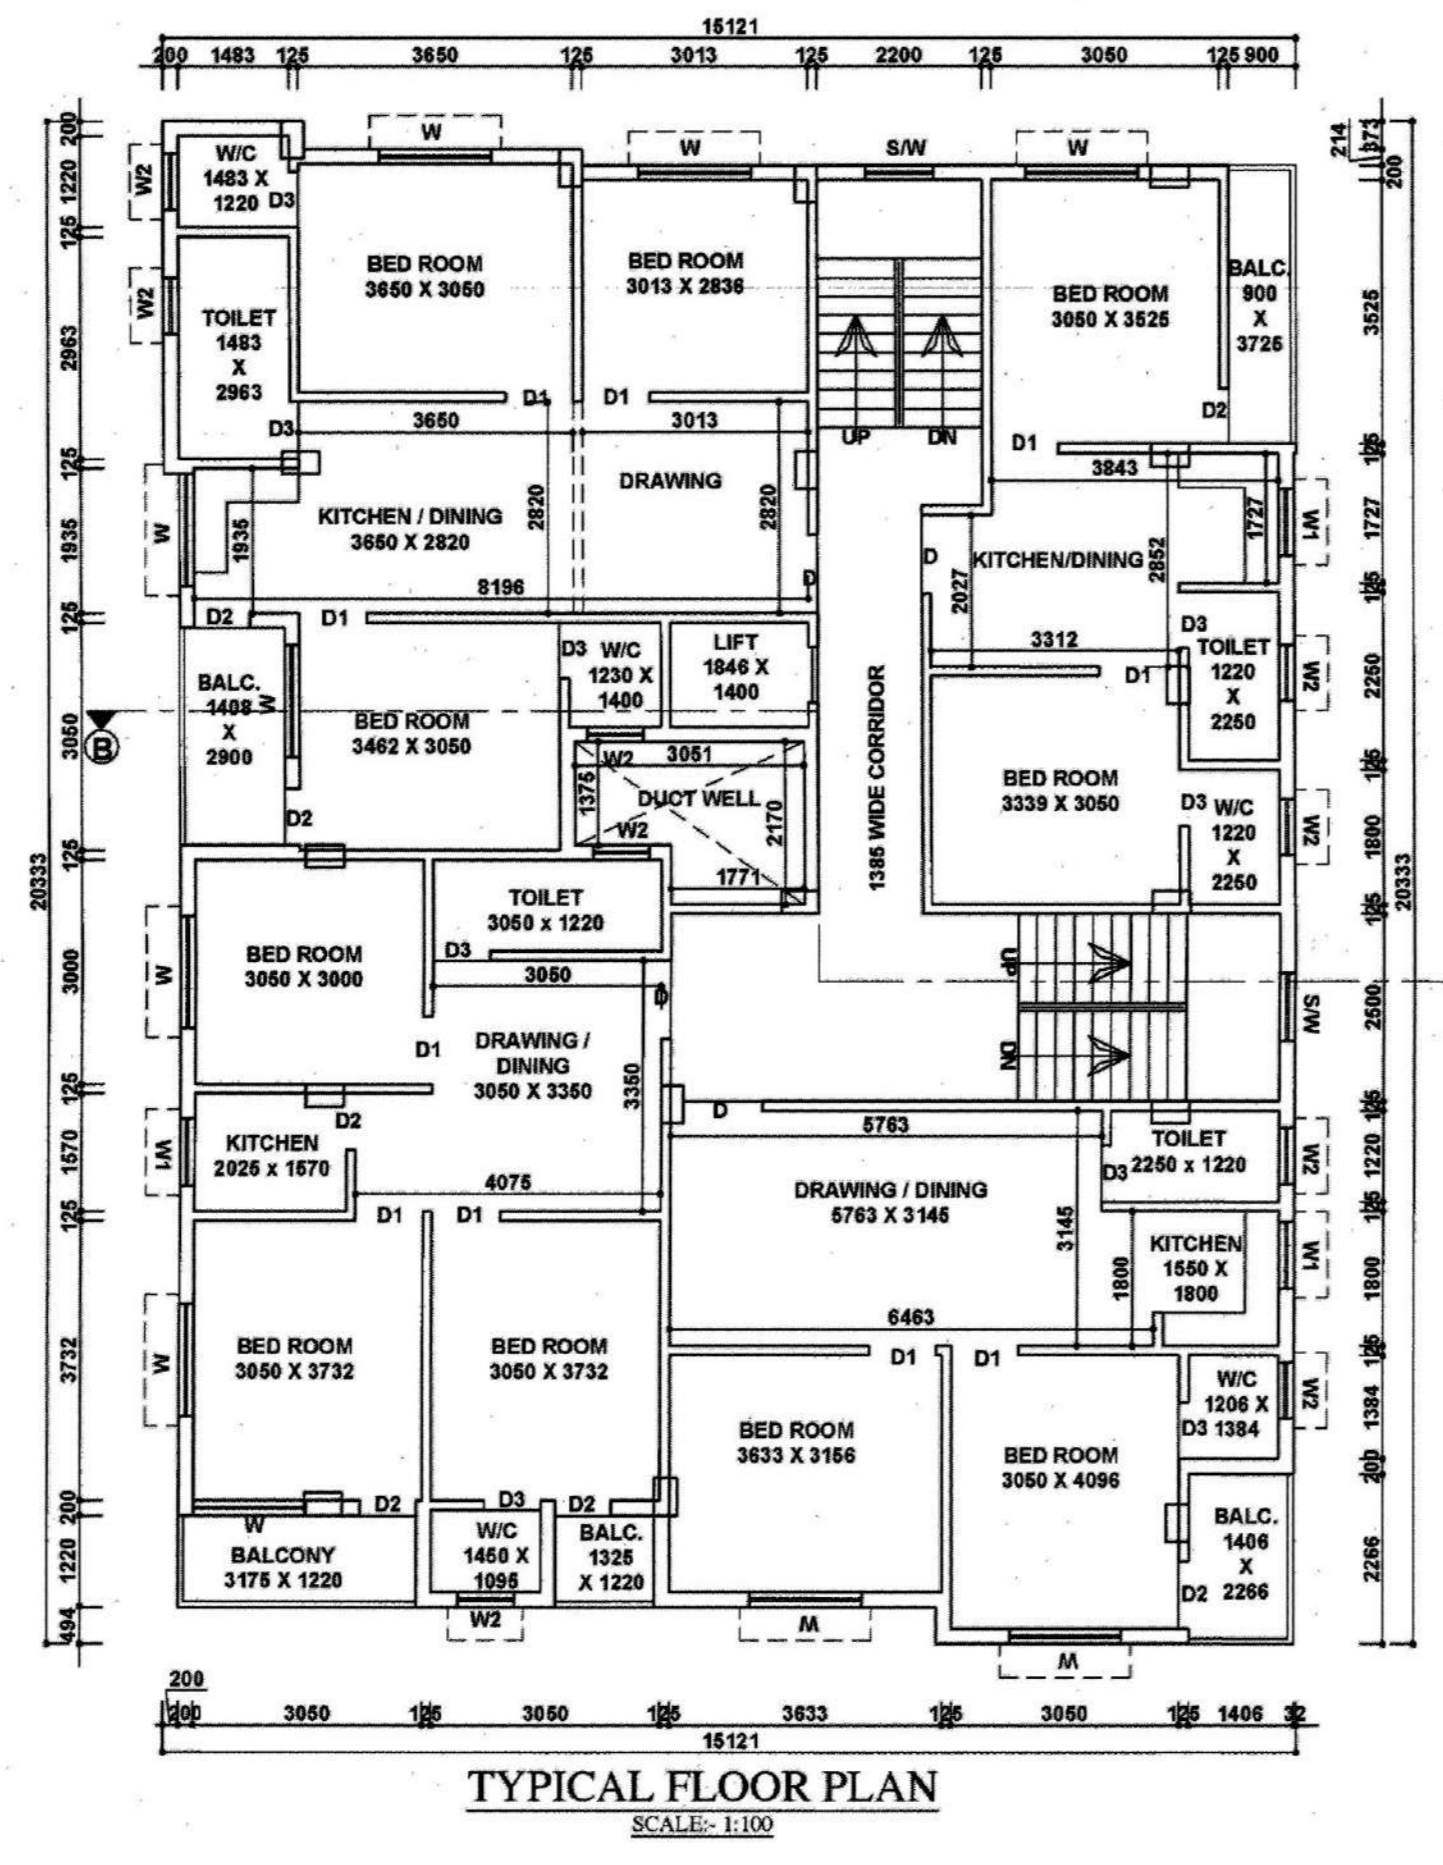 15121
200 1483 125 3650 125 3013 125 2200 125 3050 125 900
200
1220
125
2963
125
1935
125
3050
125
3000
125
1570
125
3732
200
1220
494
20333
214
373
200
3525
125
1727
125
2250
125
1800
125
2500
125
1220
125
1800
125
1384
200
2266
20333
W
W
S/W
W
W2
W/C
1483 X
1220
D3
W2
TOILET
1483
X
2963
D3
BED ROOM
3650 X 3050
D1
BED ROOM
3013 X 2836
D1
UP
DN
BED ROOM
3050 X 3525
D1
BALC.
900
X
3725
D2
3650
3013
DRAWING
KITCHEN / DINING
3650 X 2820
2820
2820
1935
W
8196
D
D2
D1
3843
KITCHEN/DINING
2852
1727
W1
D
2027
3312
D1
D3
TOILET
1220
X
2250
W2
BALC.
1408
X
2900
W
BED ROOM
3462 X 3050
D2
D3
W/C
1230 X
1400
LIFT
1846 X
1400
B
W2
3051
1375
DUCT WELL
2170
W2
1771
1385 WIDE CORRIDOR
BED ROOM
3339 X 3050
D3
W/C
1220
X
2250
W2
BED ROOM
3050 X 3000
W
TOILET
3050 x 1220
D3
3050
D
D1
DRAWING /
DINING
3050 X 3350
3350
UP
DN
S/W
D2
KITCHEN
2025 x 1570
W1
4075
D1
D1
D
5763
DRAWING / DINING
5763 X 3145
3145
TOILET
2250 x 1220
D3
W2
KITCHEN
1550 X
1800
1800
W1
6463
D1
D1
BED ROOM
3050 X 3732
W
BED ROOM
3050 X 3732
BED ROOM
3633 X 3156
BED ROOM
3050 X 4096
W/C
1206 X
D3 1384
W2
D2
D3
D2
W
BALCONY
3175 X 1220
W/C
1450 X
1095
W2
BALC.
1325
X 1220
W
W
D2
BALC.
1406
X
2266
200
200 3050 125 3050 125 3633 125 3050 125 1406 32
15121
TYPICAL FLOOR PLAN
SCALE:- 1:100